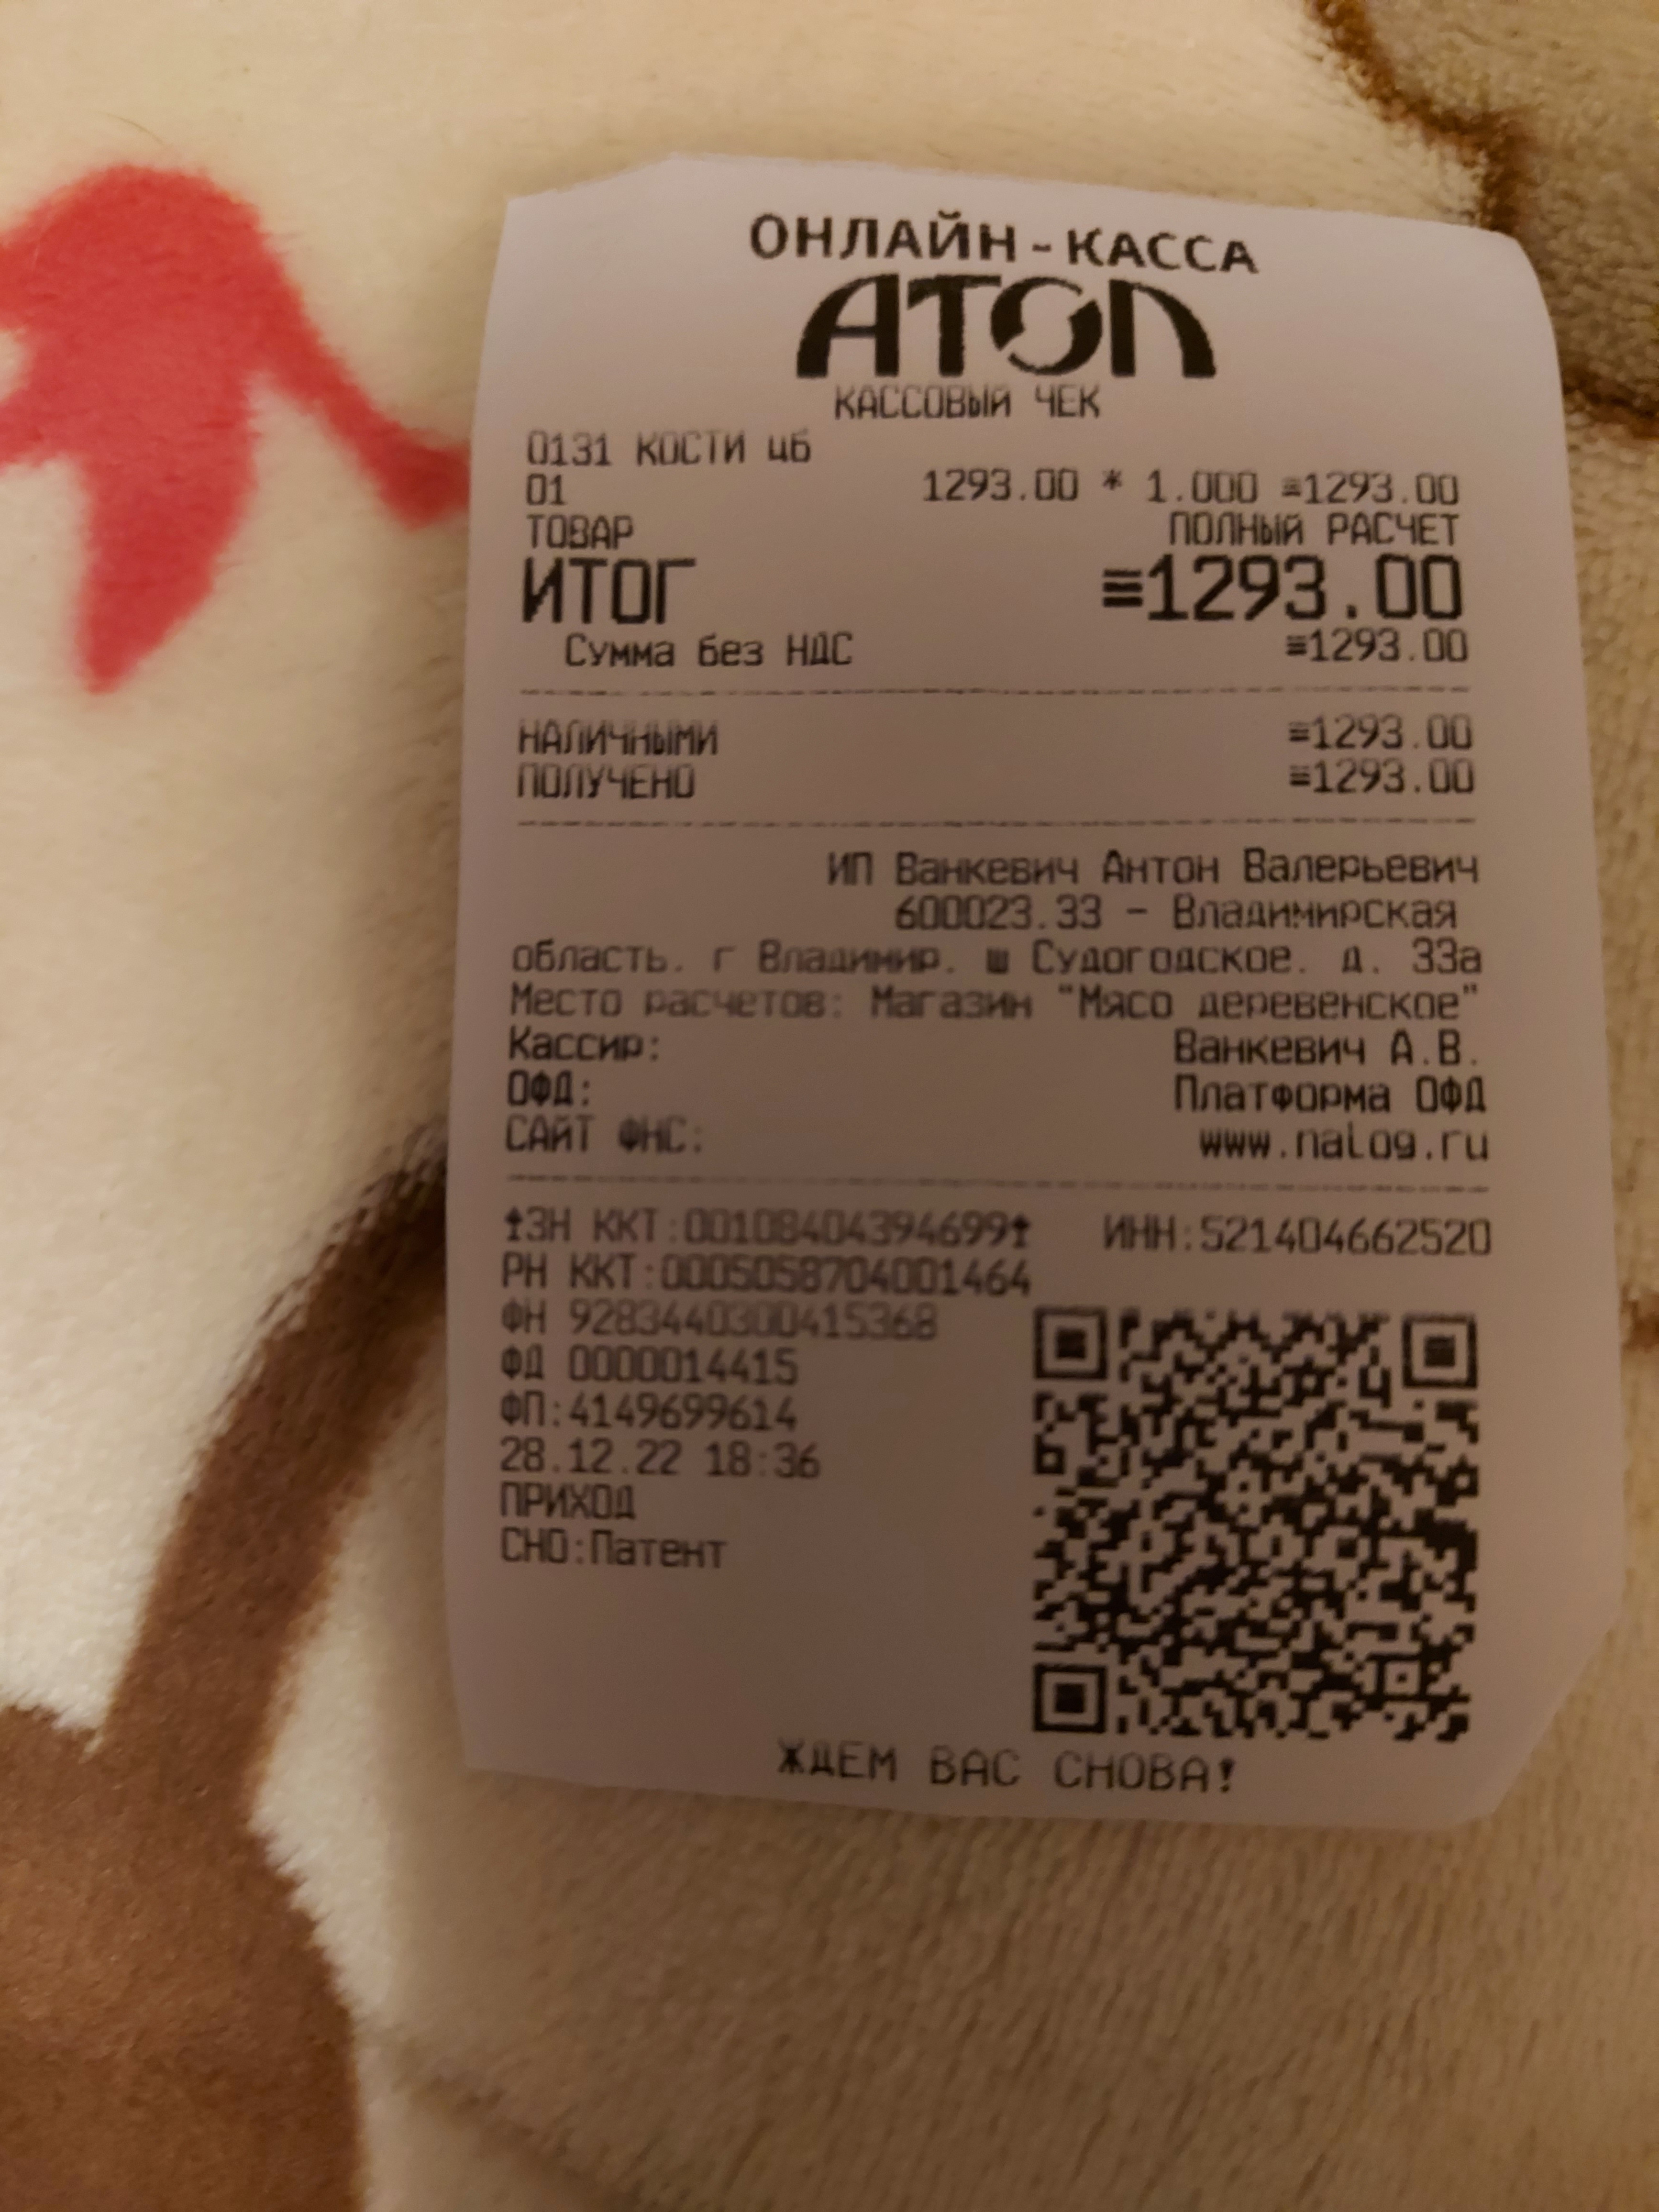 ОНЛАЙН-КАССА
АТОЛ
КАССОВЫЙ ЧЕК
0131 КОСТИ цб
01 1293.00 * 1.000 ≡1293.00
ТОВАР ПОЛНЫЙ РАСЧЕТ
ИТОГ ≡1293.00
Сумма без НДС ≡1293.00
НАЛИЧНЫМИ ≡1293.00
ПОЛУЧЕНО ≡1293.00
ИП Ванкевич Антон Валерьевич
600023.33 - Владимирская
область. г Владимир. ш Судогодское. д. 33а
Место расчетов: Магазин "Мясо деревенское"
Кассир: Ванкевич А.В.
ОФД: Платформа ОФД
САЙТ ФНС: www.nalog.ru
↑ЗН ККТ:00108404394699↑ ИНН:521404662520
РН ККТ:0005058704001464
ФН 9283440300415368
ФД 0000014415
ФП:4149699614
28.12.22 18:36
ПРИХОД
СНО:Патент
ЖДЕМ ВАС СНОВА!